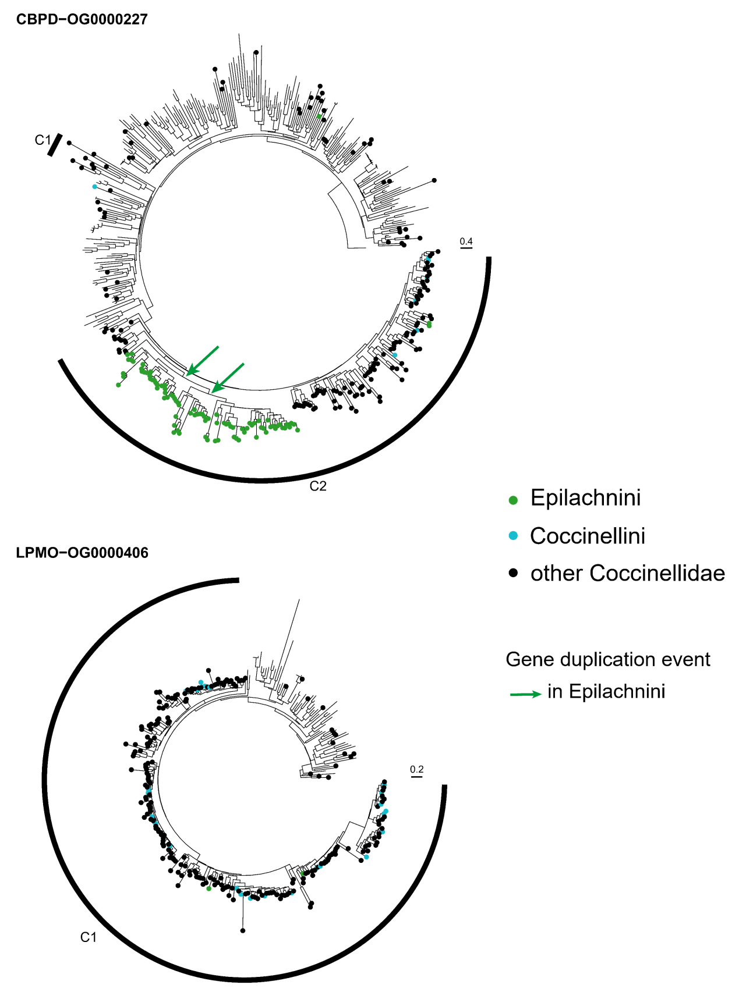 CBPD−OG0000227
C1
0.4
C2
Epilachnini
Coccinellini
other Coccinellidae
LPMO−OG0000406
Gene duplication event
in Epilachnini
0.2
C1